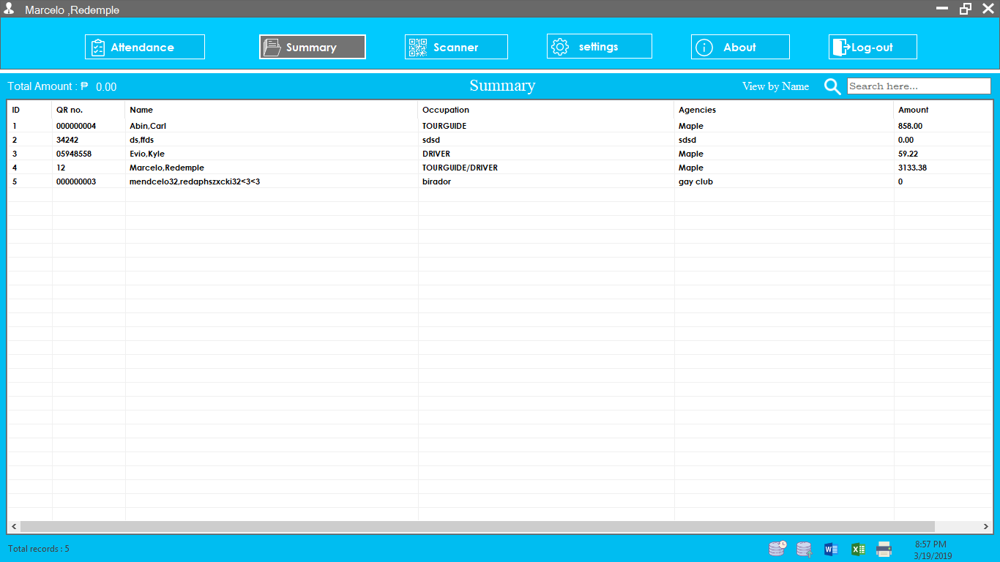 Marcelo ,Redemple
Attendance Summary Scanner settings About Log-out
Total Amount : ₱ 0.00 Summary View by Name Search here...
ID QR no. Name Occupation Agencies Amount
1 000000004 Abin,Carl TOURGUIDE Maple 858.00
2 34242 ds,ffds sdsd sdsd 0.00
3 05948558 Evio,Kyle DRIVER Maple 59.22
4 12 Marcelo,Redemple TOURGUIDE/DRIVER Maple 3133.38
5 000000003 mendcelo32,redaphszxcki32<3<3 birador gay club 0
Total records : 5 8:57 PM
3/19/2019